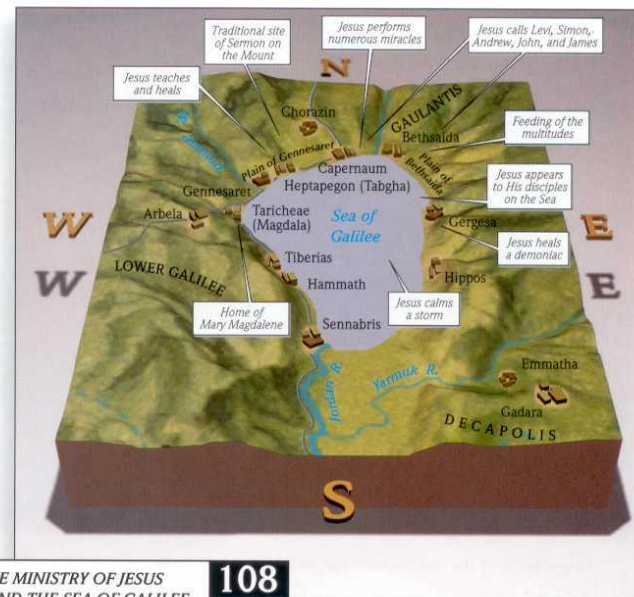 Traditional site
of Sermon on
the Mount
Jesus performs
numerous miracles
Jesus calls Levi, Simon,
Andrew, John, and James
Jesus teaches
and heals
N
Chorazin
GAULANTIS
Bethsaida
Feeding of the
multitudes
Plain of Gennesaret
Plain of
Bethsaida
Capernaum
Heptapegon (Tabgha)
Gennesaret
Jesus appears
to His disciples
on the Sea
W
Arbela
Taricheae
(Magdala)
Sea of
Galilee
Gergesa
E
Jesus heals
a demoniac
W
LOWER GALILEE
Tiberias
Hammath
Hippos
E
Home of
Mary Magdalene
Jesus calms
a storm
Sennabris
Jordan R.
Yarmuk R.
Emmatha
Gadara
DECAPOLIS
S
E MINISTRY OF JESUS
108
ND THE SEA OF GALILEE